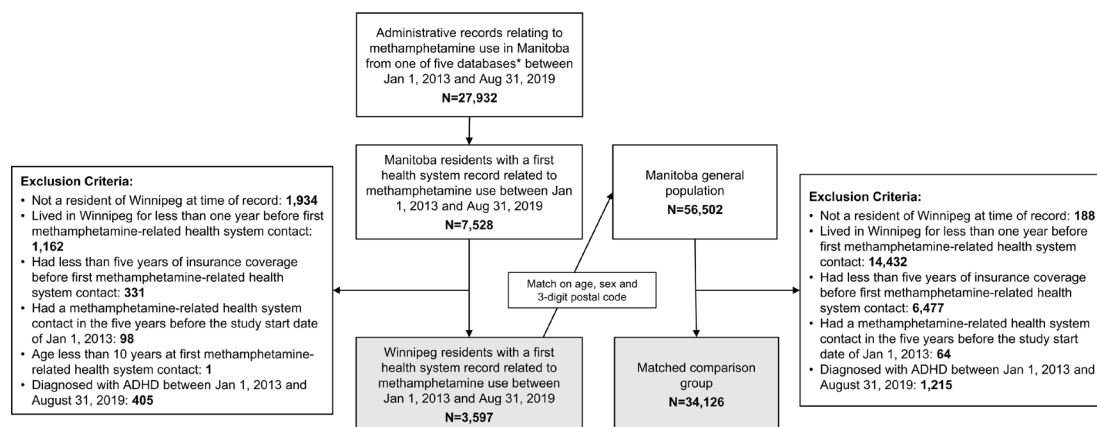 Administrative records relating to
methamphetamine use in Manitoba
from one of five databases* between
Jan 1, 2013 and Aug 31, 2019
N=27,932
Manitoba residents with a first
health system record related to
methamphetamine use between Jan
1, 2013 and Aug 31, 2019
N=7,528
Manitoba general
population
N=56,502
Exclusion Criteria:
• Not a resident of Winnipeg at time of record: 1,934
• Lived in Winnipeg for less than one year before first
methamphetamine-related health system contact:
1,162
• Had less than five years of insurance coverage
before first methamphetamine-related health
system contact: 331
• Had a methamphetamine-related health system
contact in the five years before the study start date
of Jan 1, 2013: 98
• Age less than 10 years at first methamphetamine-
related health system contact: 1
• Diagnosed with ADHD between Jan 1, 2013 and
August 31, 2019: 405
Match on age, sex and
3-digit postal code
Exclusion Criteria:
• Not a resident of Winnipeg at time of record: 188
• Lived in Winnipeg for less than one year before
first methamphetamine-related health system
contact: 14,432
• Had less than five years of insurance coverage
before first methamphetamine-related health
system contact: 6,477
• Had a methamphetamine-related health system
contact in the five years before the study start
date of Jan 1, 2013: 64
• Diagnosed with ADHD between Jan 1, 2013 and
August 31, 2019: 1,215
Winnipeg residents with a first
health system record related to
methamphetamine use between
Jan 1, 2013 and Aug 31, 2019
N=3,597
Matched comparison
group
N=34,126